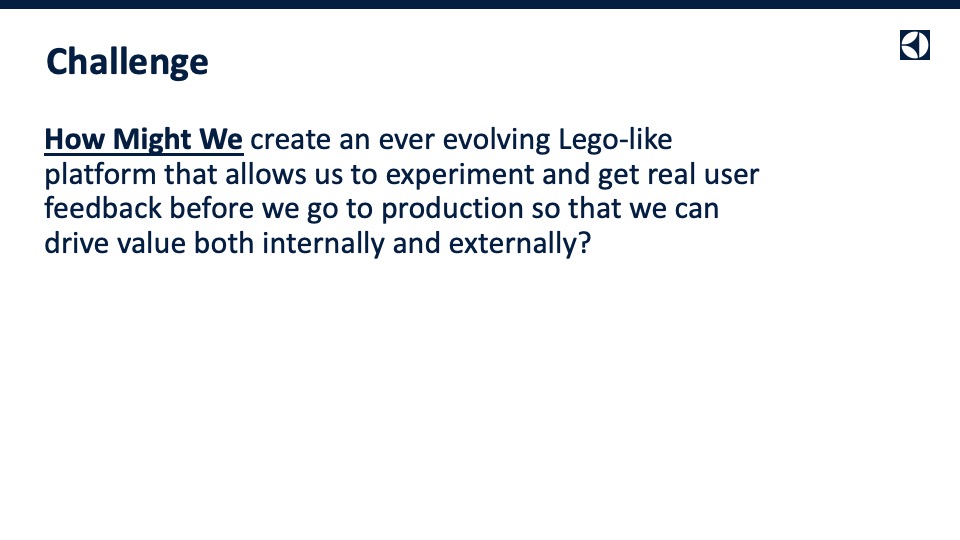 Challenge
How Might We create an ever evolving Lego-like
platform that allows us to experiment and get real user
feedback before we go to production so that we can
drive value both internally and externally?